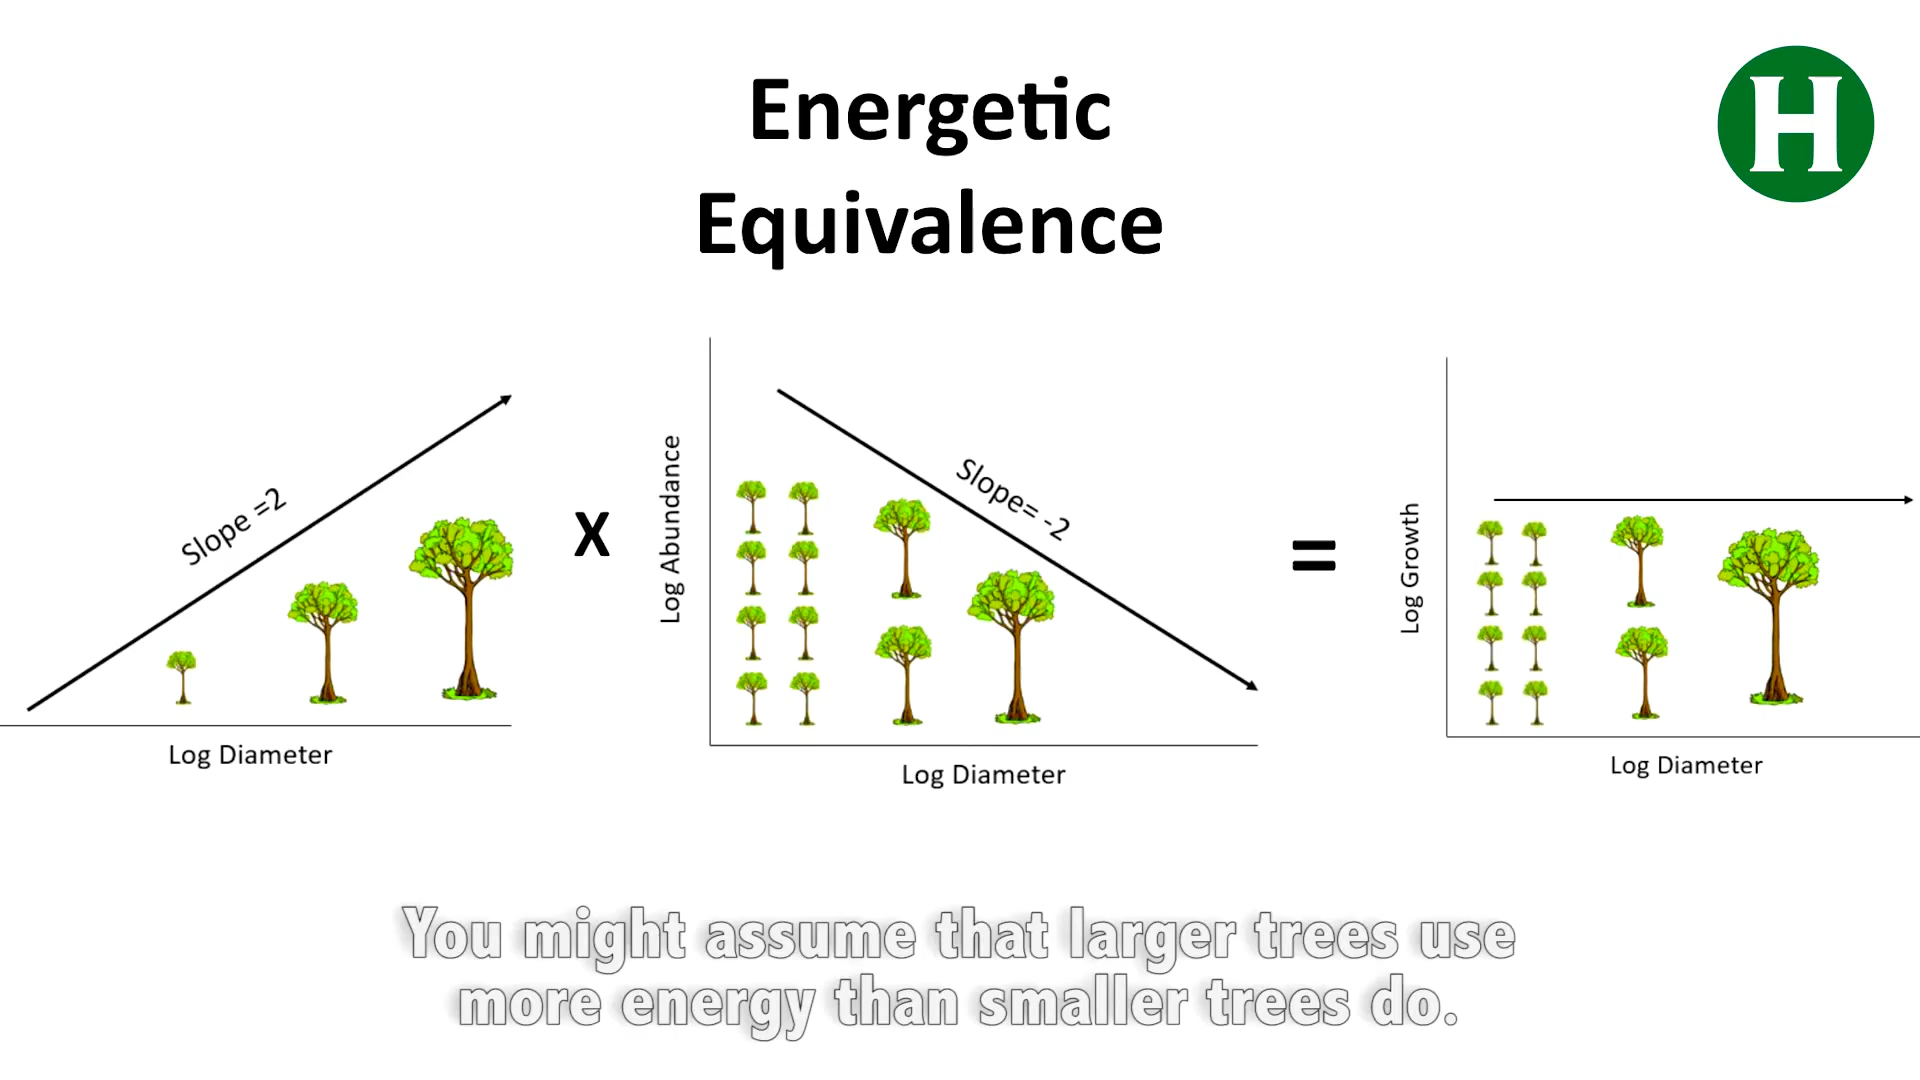 Energetic
Equivalence
H
Slope =2
Log Diameter
X
Log Abundance
Slope= -2
Log Diameter
=
Log Growth
Log Diameter
You might assume that larger trees use
more energy than smaller trees do.